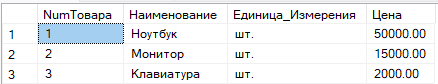 NumТовара Наименование Единица_Измерения Цена
1 1 Ноутбук шт. 50000.00
2 2 Монитор шт. 15000.00
3 3 Клавиатура шт. 2000.00